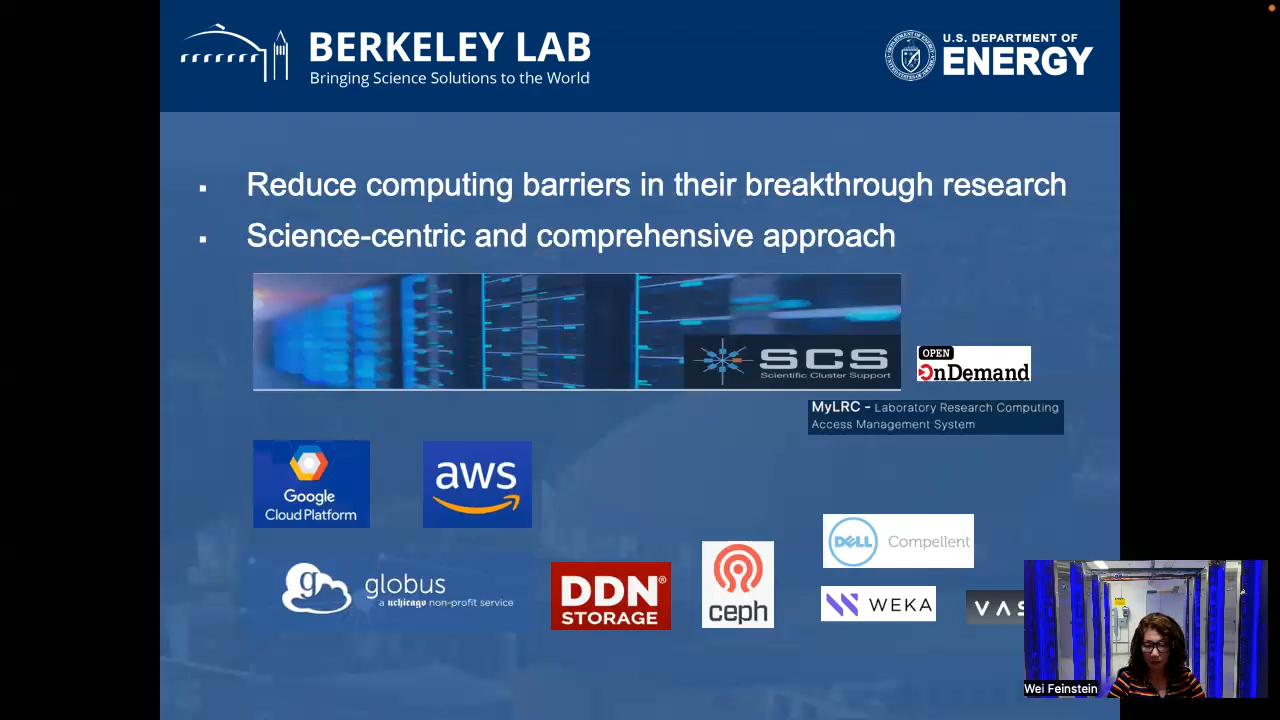 BERKELEY LAB
Bringing Science Solutions to the World
U.S. DEPARTMENT OF
ENERGY
▪ Reduce computing barriers in their breakthrough research
▪ Science-centric and comprehensive approach
SCS
Scientific Cluster Support
OPEN
OnDemand
MyLRC - Laboratory Research Computing
Access Management System
Google
Cloud Platform
aws
globus
a uchicago non-profit service
DDN®
STORAGE
ceph
DELL Compellent
WEKA
VAS
Wei Feinstein